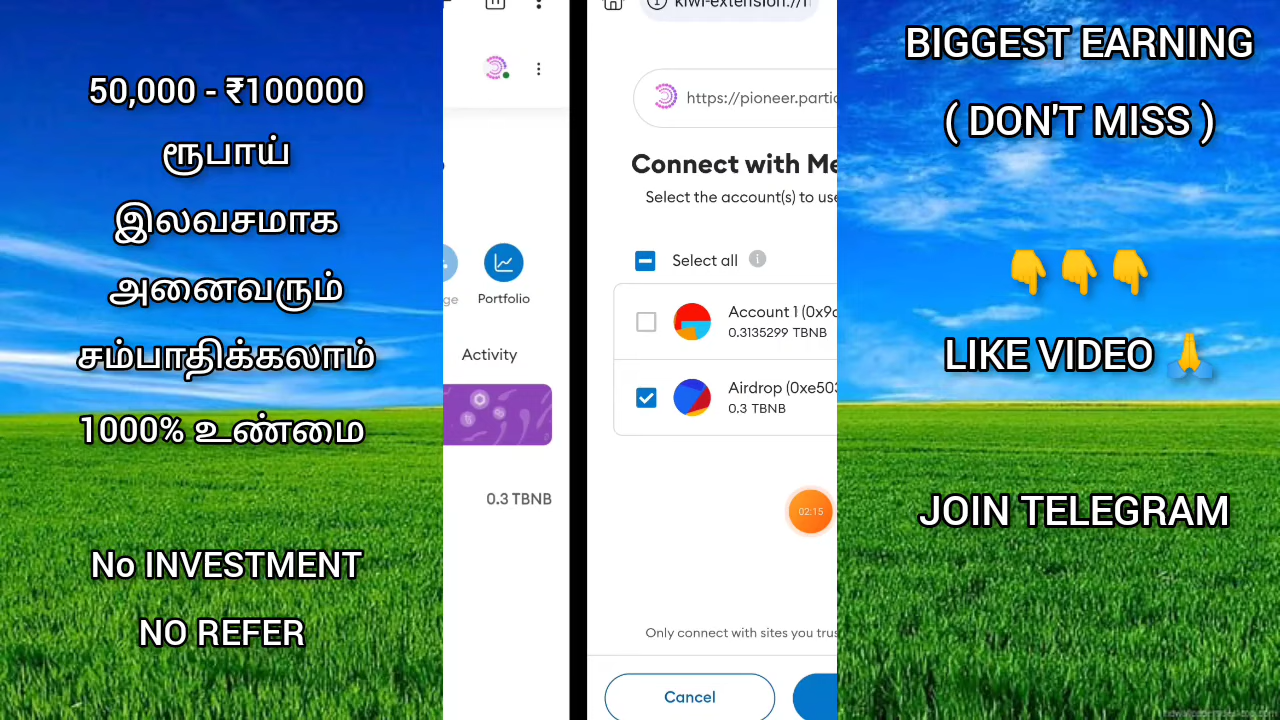 50,000 - ₹100000
ரூபாய்
இலவசமாக
அனைவரும்
சம்பாதிக்கலாம்
1000% உண்மை
No INVESTMENT
NO REFER
Portfolio
Activity
0.3 TBNB
kiwi-extension://
https://pioneer.partic
Connect with Me
Select the account(s) to use
Select all
Account 1 (0x9c
0.3135299 TBNB
Airdrop (0xe503
0.3 TBNB
02:15
Only connect with sites you trus
Cancel
BIGGEST EARNING
( DON'T MISS )
👇👇👇
LIKE VIDEO 🙏
JOIN TELEGRAM